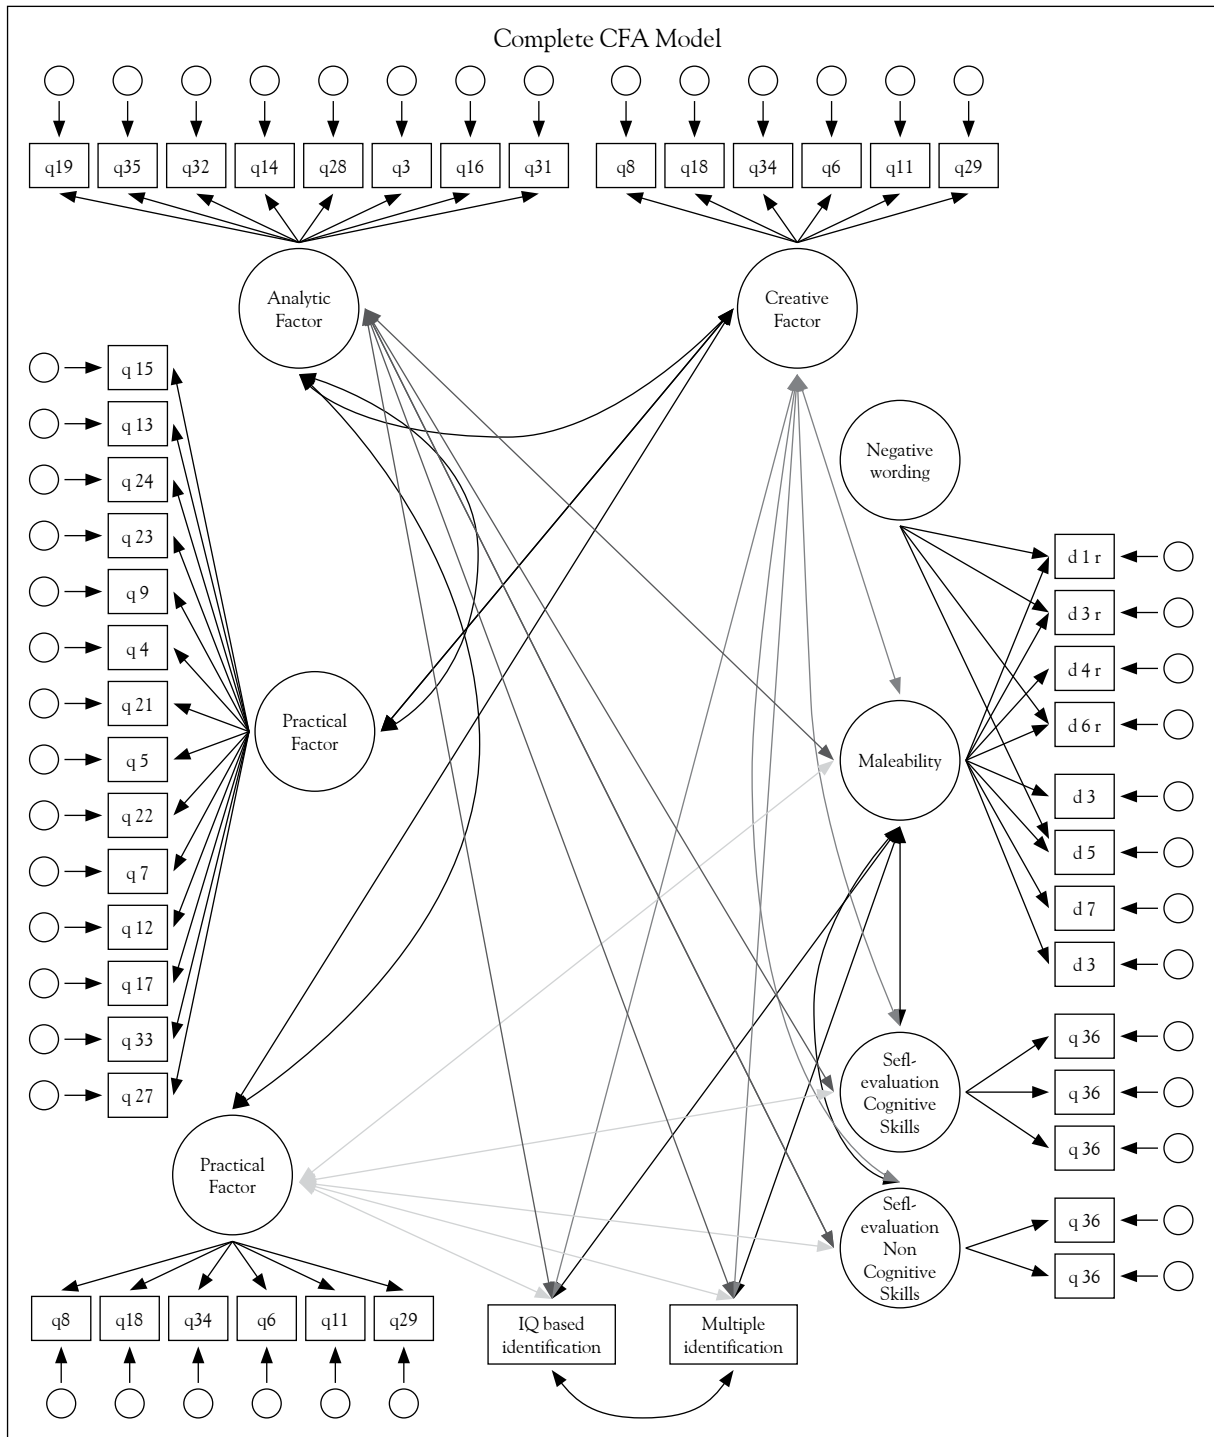 Complete CFA Model
q19
q35
q32
q14
q28
q3
q16
q31
q8
q18
q34
q6
q11
q29
Analytic
Factor
Creative
Factor
q 15
q 13
q 24
q 23
q 9
q 4
q 21
q 5
q 22
q 7
q 12
q 17
q 33
q 27
Practical
Factor
Negative
wording
Maleability
d 1 r
d 3 r
d 4 r
d 6 r
d 3
d 5
d 7
d 3
Sefl-
evaluation
Cognitive
Skills
q 36
q 36
q 36
Sefl-
evaluation
Non
Cognitive
Skills
q 36
q 36
Practical
Factor
q8
q18
q34
q6
q11
q29
IQ based
identification
Multiple
identification